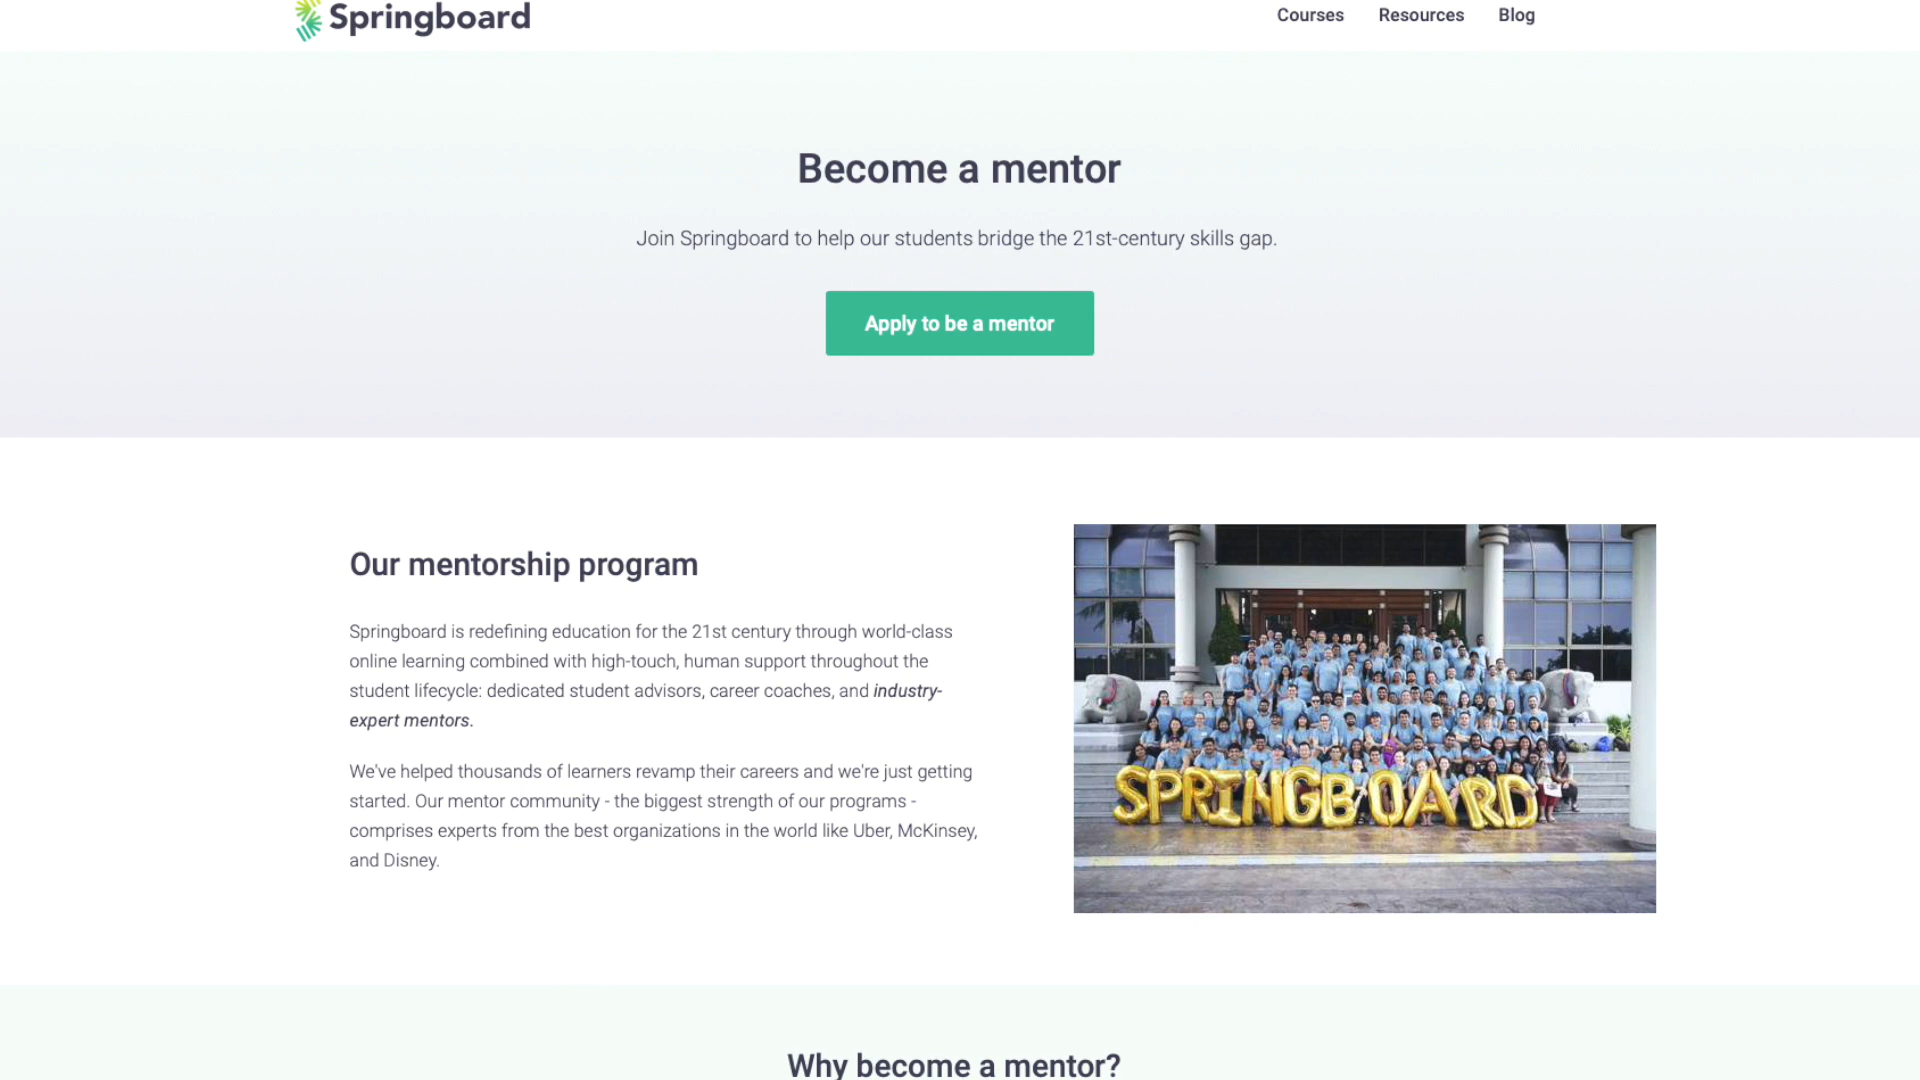 Springboard
Courses
Resources
Blog
Become a mentor
Join Springboard to help our students bridge the 21st-century skills gap.
Apply to be a mentor
Our mentorship program
Springboard is redefining education for the 21st century through world-class
online learning combined with high-touch, human support throughout the
student lifecycle: dedicated student advisors, career coaches, and industry-
expert mentors.
We've helped thousands of learners revamp their careers and we're just getting
started. Our mentor community - the biggest strength of our programs -
comprises experts from the best organizations in the world like Uber, McKinsey,
and Disney.
SPRINGBOARD
Why become a mentor?